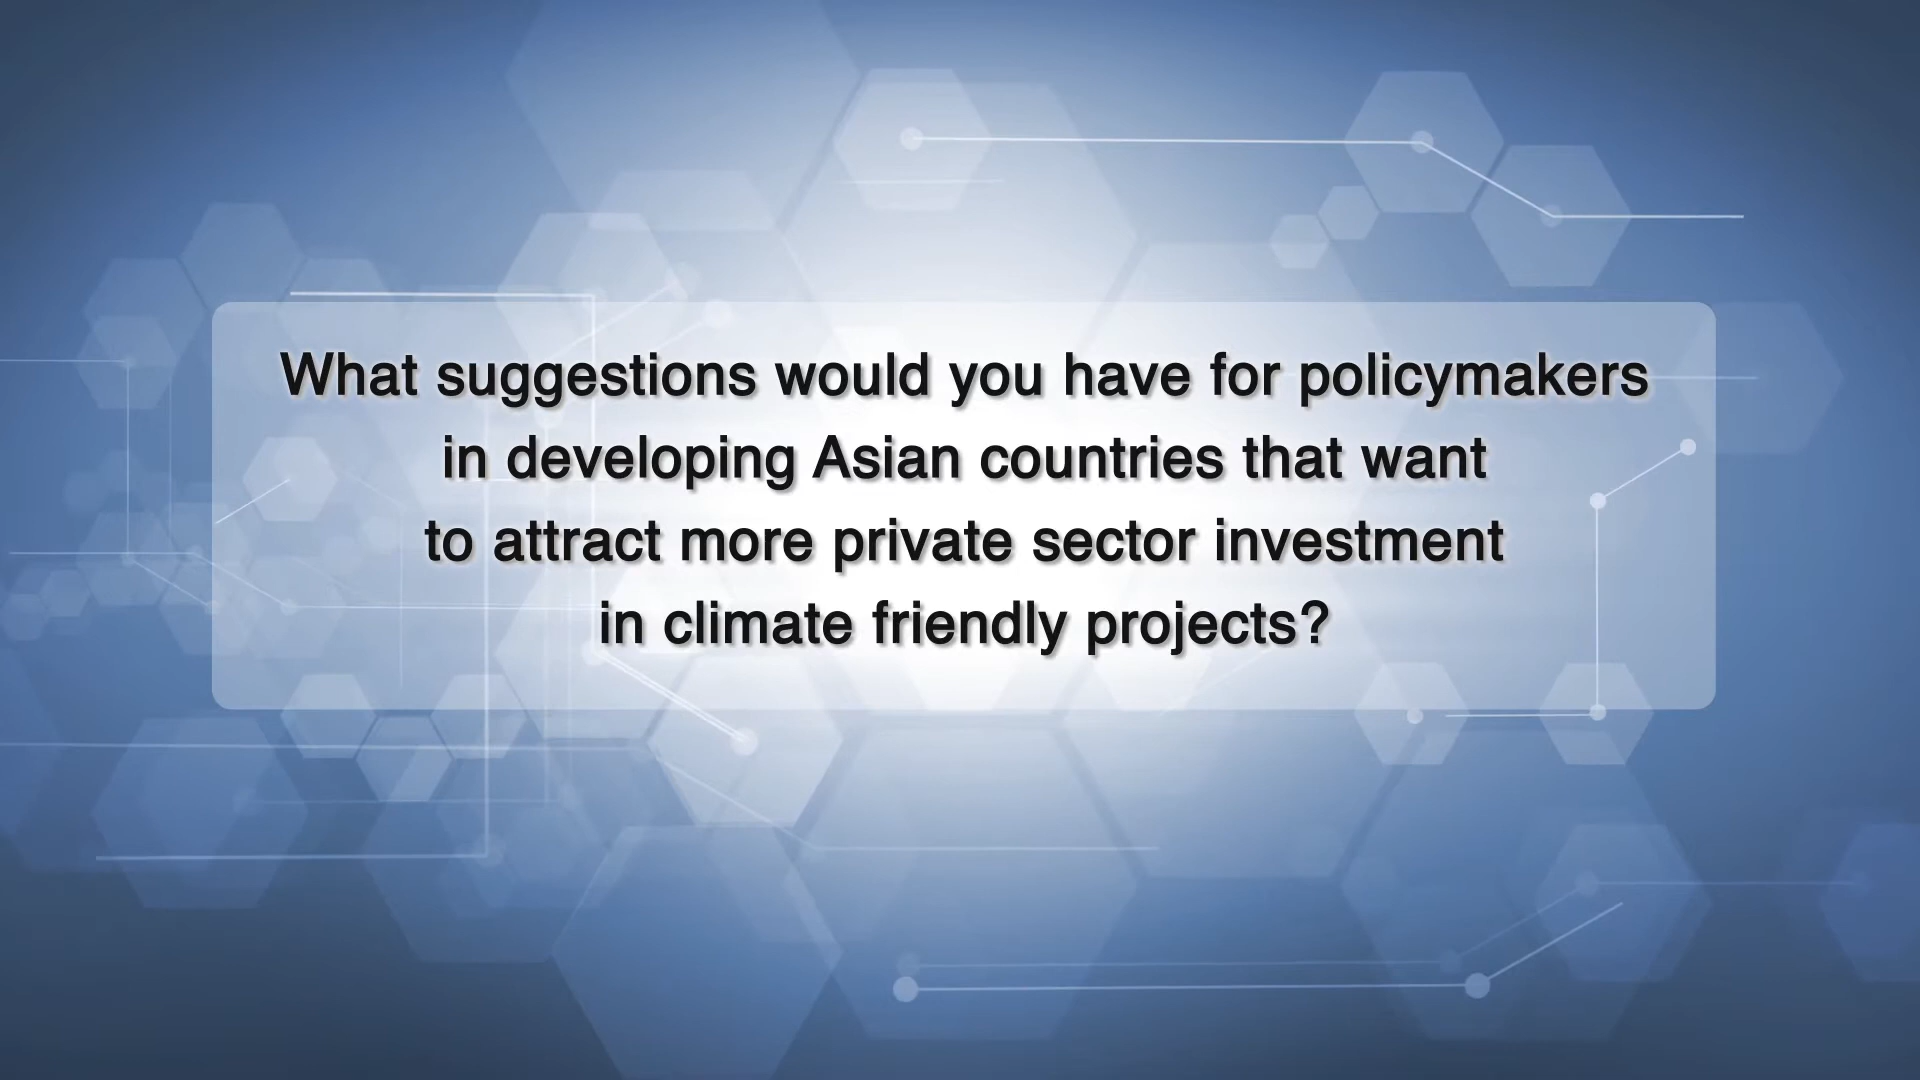 What suggestions would you have for policymakers
in developing Asian countries that want
to attract more private sector investment
in climate friendly projects?